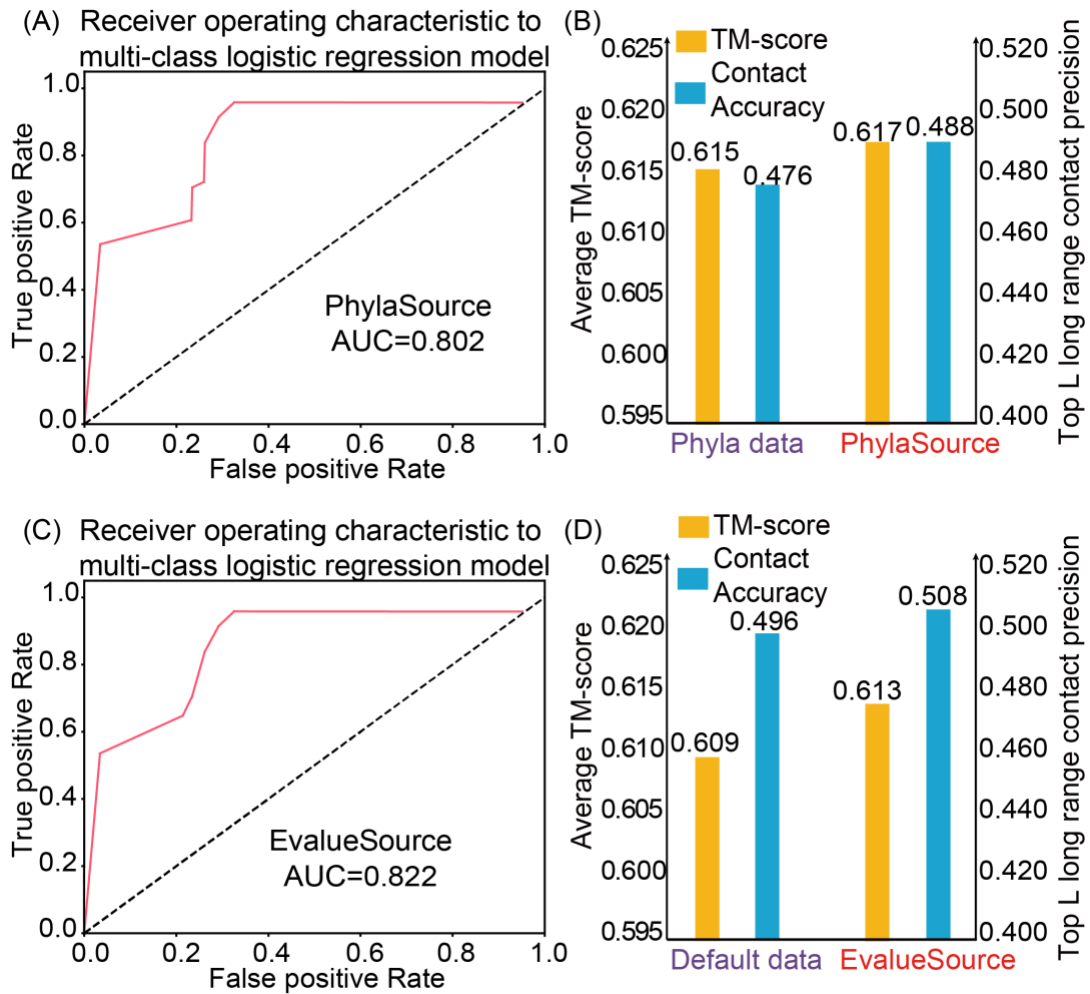 (A) Receiver operating characteristic to
multi-class logistic regression model
True positive Rate
1.0
0.8
0.6
0.4
0.2
0.0
PhylaSource
AUC=0.802
0.0 0.2 0.4 0.6 0.8 1.0
False positive Rate
(B)
TM-score
Contact
Accuracy
Average TM-score
0.625
0.620
0.615
0.610
0.605
0.600
0.595
0.615
0.476
0.617
0.488
0.520
0.500
0.480
0.460
0.440
0.420
0.400
Top L long range contact precision
Phyla data
PhylaSource
(C) Receiver operating characteristic to
multi-class logistic regression model
True positive Rate
1.0
0.8
0.6
0.4
0.2
0.0
EvalueSource
AUC=0.822
0.0 0.2 0.4 0.6 0.8 1.0
False positive Rate
(D)
TM-score
Contact
Accuracy
Average TM-score
0.625
0.620
0.615
0.610
0.605
0.600
0.595
0.609
0.496
0.613
0.508
0.520
0.500
0.480
0.460
0.440
0.420
0.400
Top L long range contact precision
Default data
EvalueSource